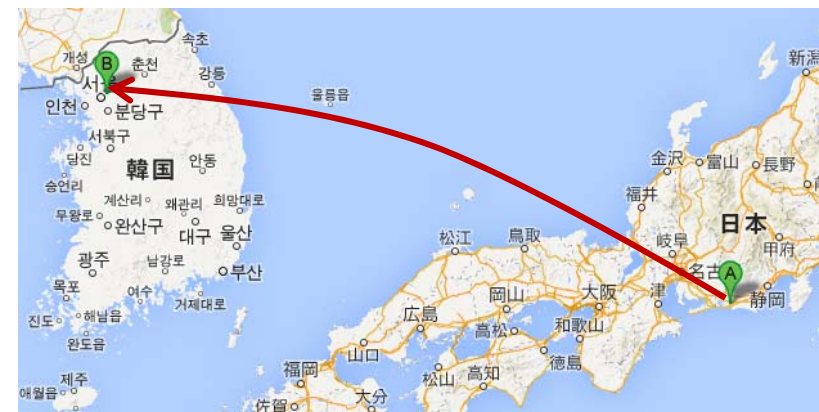 속초
개성
B
춘천
강릉
서울
인천
분당구
울릉읍
新潟
서북구
당진
韓国
안동
승언리
계산리
왜관리
희망대로
무왕로
완산구
대구
울산
광주
남강로
부산
목포
여수
거제대로
진도
해남읍
완도읍
제주
애월읍
金沢
富山
長野
福井
日本
松江
鳥取
岐阜
甲府
名古
A
静岡
岡山
大阪
津
広島
高松
和歌山
山口
徳島
福岡
松山
高知
佐賀
大分